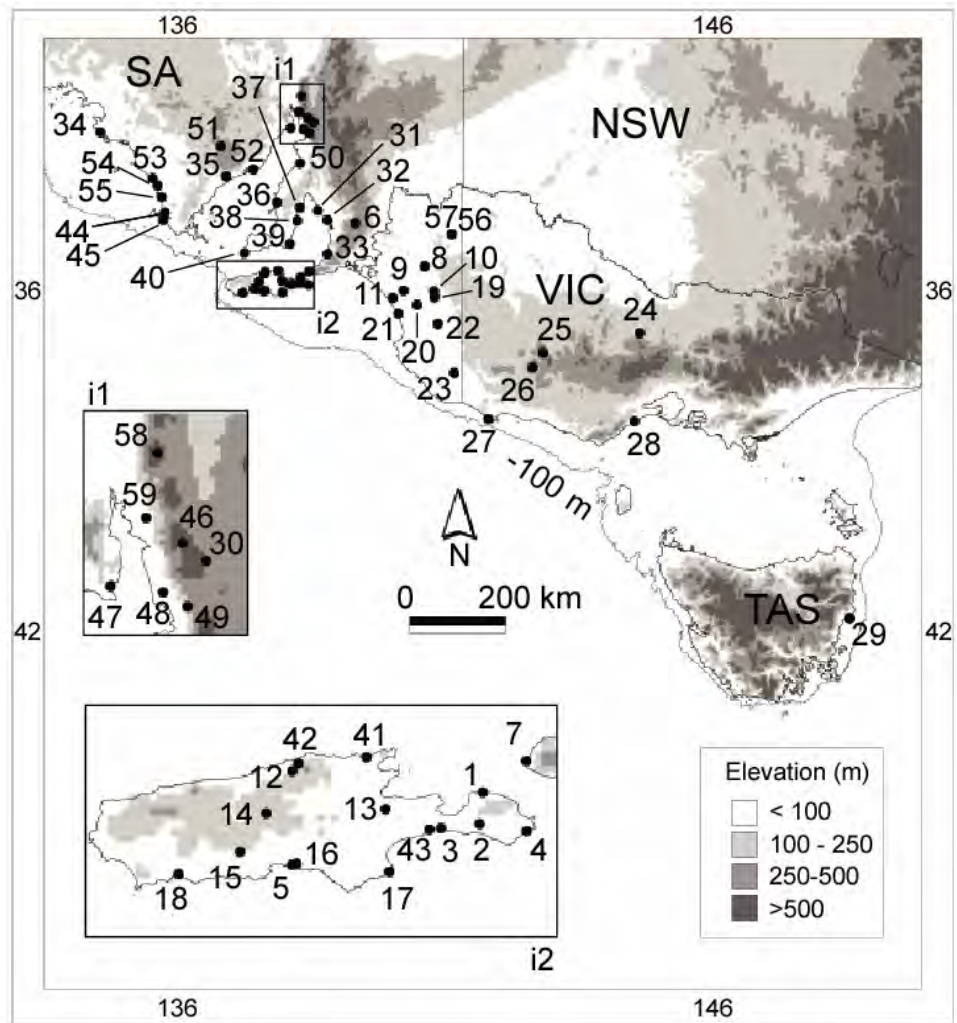 136 146
SA i1 37 NSW
34 51 31
53 35 52 50 32
54 36 6 57 56
55 38 8 10
44 39 33 9 19 VIC 24
45 40 11 25
36 36
i2 21 20 22
23 26
i1 27 28
58
-100 m
59 46
30
N
47 48 49
0 200 km TAS
42 29 42
42 41 7
12 1
14 13
Elevation (m)
< 100
43 3 2 4
100 - 250
16
15 5 17
250-500
18
>500
i2
136 146